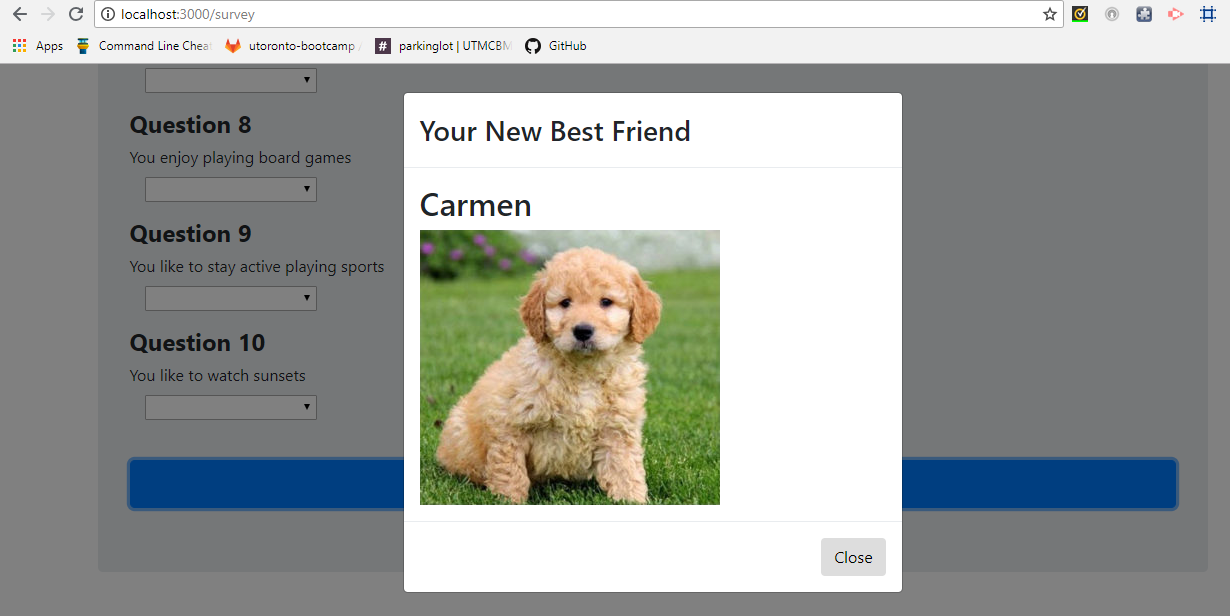 localhost:3000/survey
Apps
Command Line Cheat
utoronto-bootcamp
parkinglot | UTMCBM
GitHub
Question 8
You enjoy playing board games
Question 9
You like to stay active playing sports
Question 10
You like to watch sunsets
Your New Best Friend
Carmen
Close